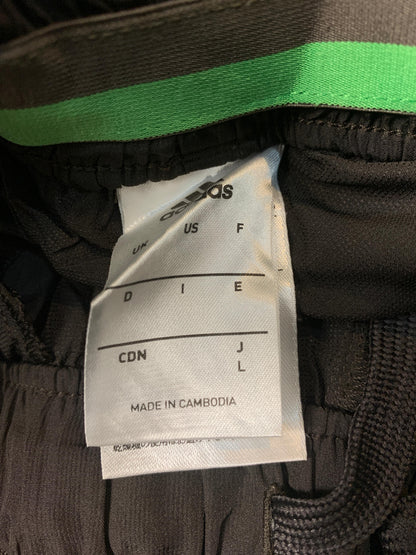 adidas
UK US F
D I E
CDN J
L
MADE IN CAMBODIA